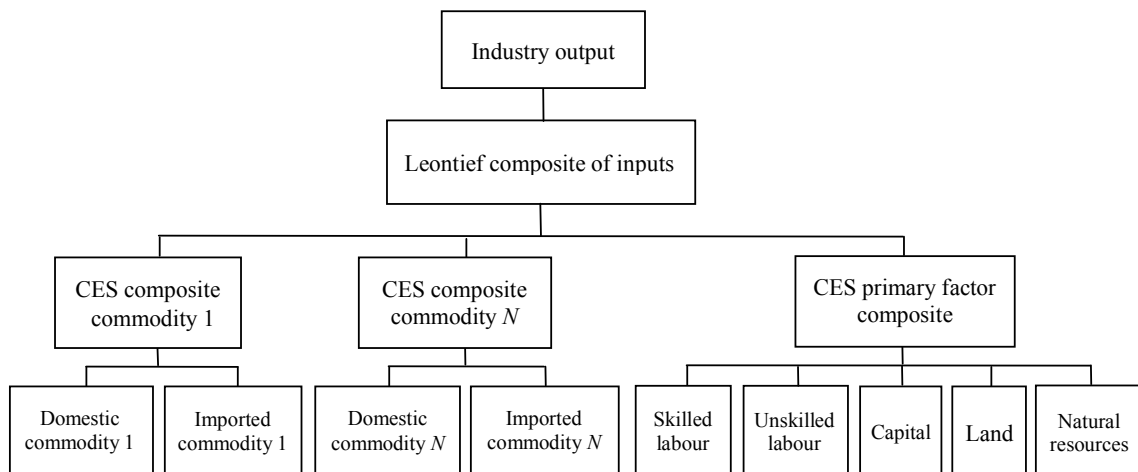 Industry output
Leontief composite of inputs
CES composite
commodity 1
CES composite
commodity N
CES primary factor
composite
Domestic
commodity 1
Imported
commodity 1
Domestic
commodity N
Imported
commodity N
Skilled
labour
Unskilled
labour
Capital
Land
Natural
resources